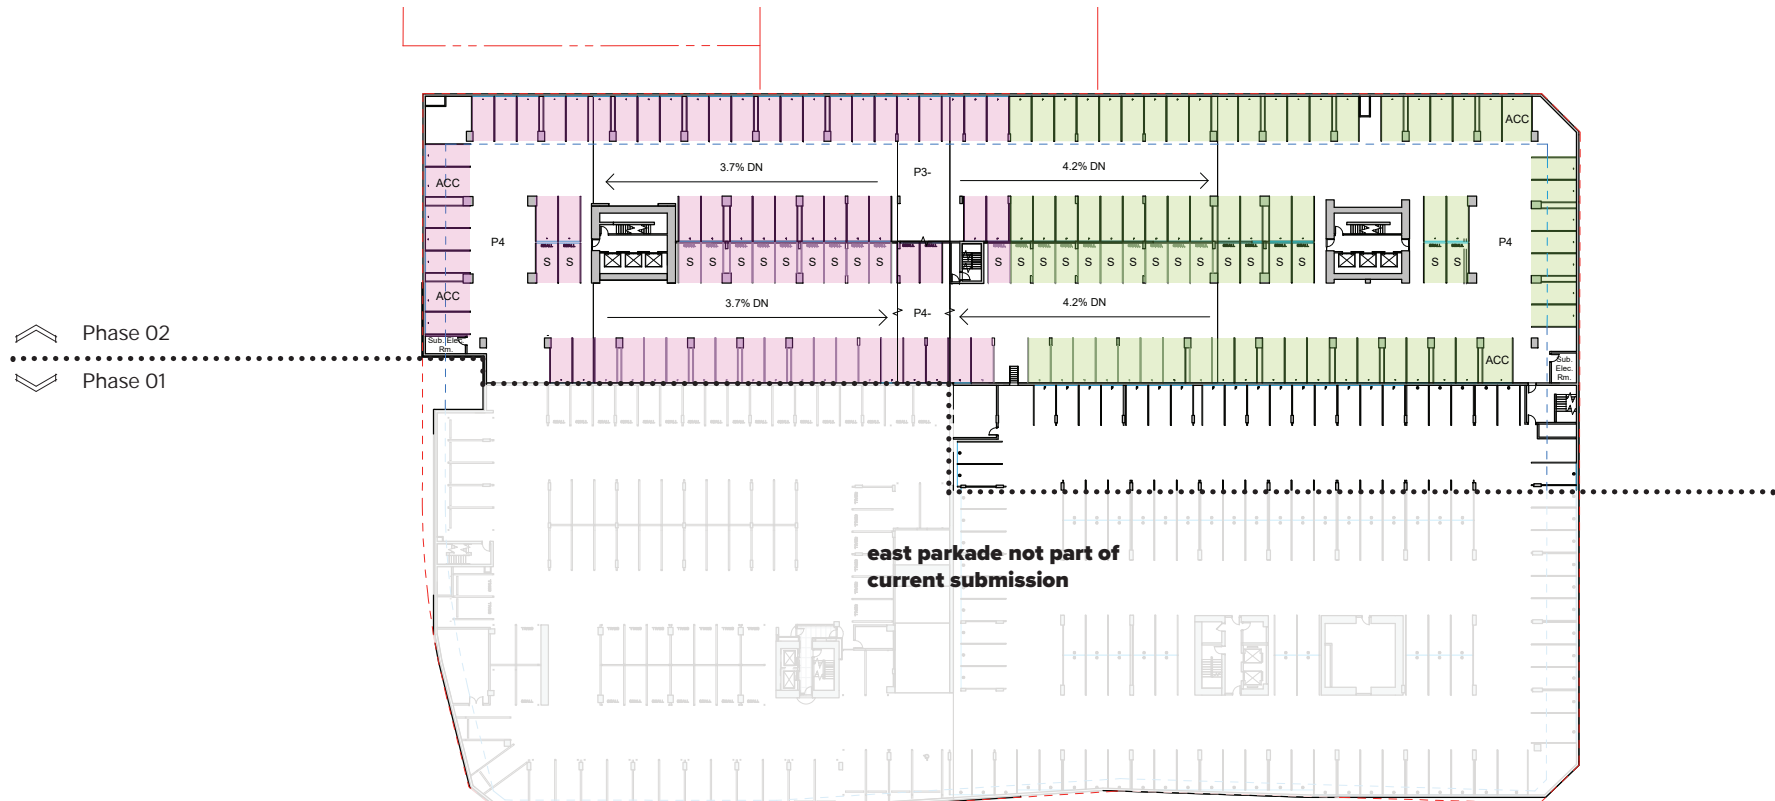 ACC
3.7% DN
P3-
4.2% DN
ACC
P4
P4
S S S S S S S S S S S S S S S S S S S S S S S S S S S S
ACC
3.7% DN
P4-
4.2% DN
Phase 02
Sub. Elec.
Rm.
ACC
Sub.
Elec.
Rm.
Phase 01
east parkade not part of
current submission